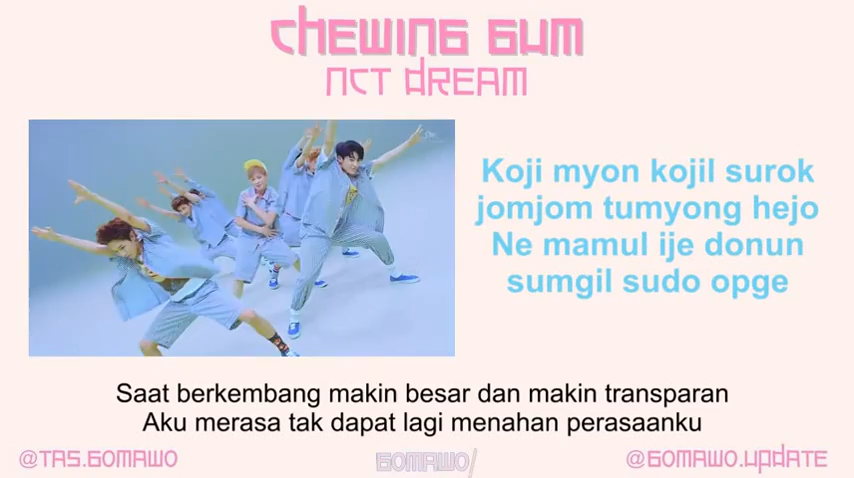 CHEWING GUM
NCT DREAM
Koji myon kojil surok
jomjom tumyong hejo
Ne mamul ije donun
sumgil sudo opge
Saat berkembang makin besar dan makin transparan
Aku merasa tak dapat lagi menahan perasaanku
@TAS.GOMAWO
GOMAWO/
@GOMAWO.UPDATE